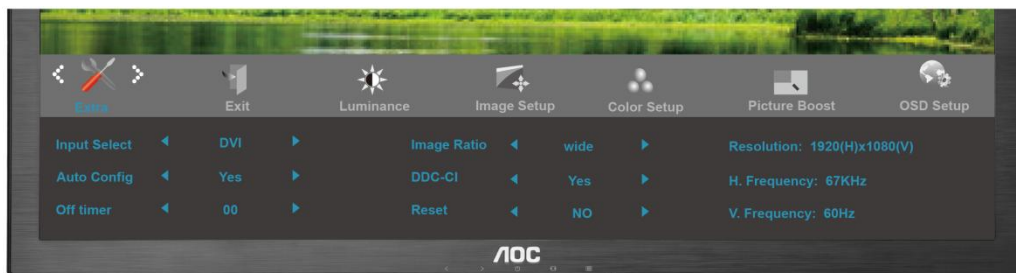 Extra
Exit
Luminance
Image Setup
Color Setup
Picture Boost
OSD Setup
Input Select DVI
Image Ratio wide
Resolution: 1920(H)x1080(V)
Auto Config Yes
DDC-CI Yes
H. Frequency: 67KHz
Off timer 00
Reset NO
V. Frequency: 60Hz
AOC